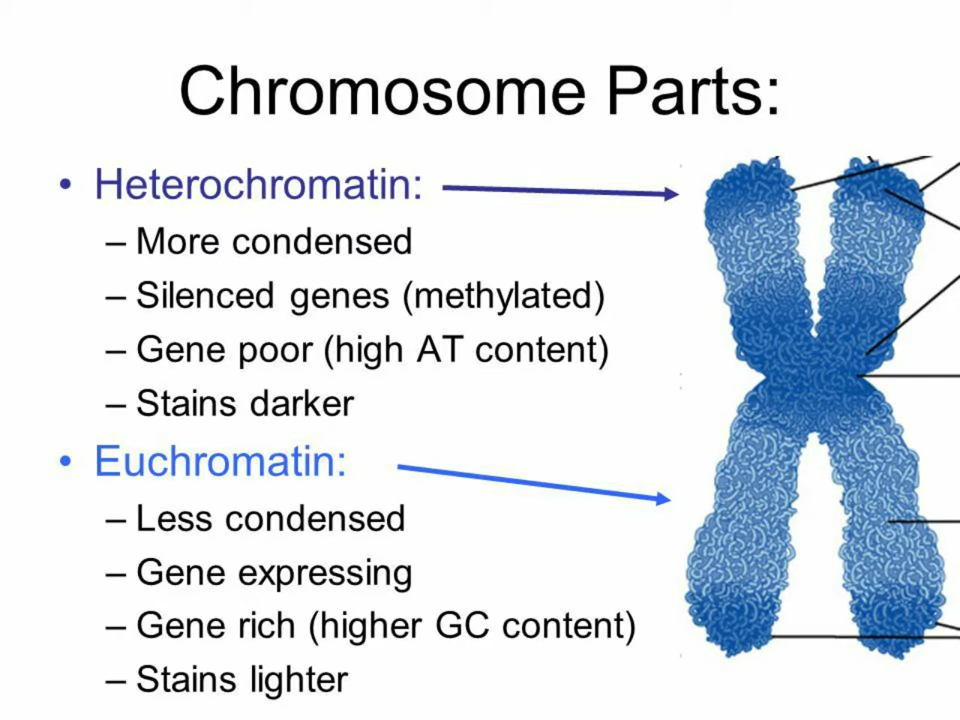 Chromosome Parts:
• Heterochromatin:
– More condensed
– Silenced genes (methylated)
– Gene poor (high AT content)
– Stains darker
• Euchromatin:
– Less condensed
– Gene expressing
– Gene rich (higher GC content)
– Stains lighter